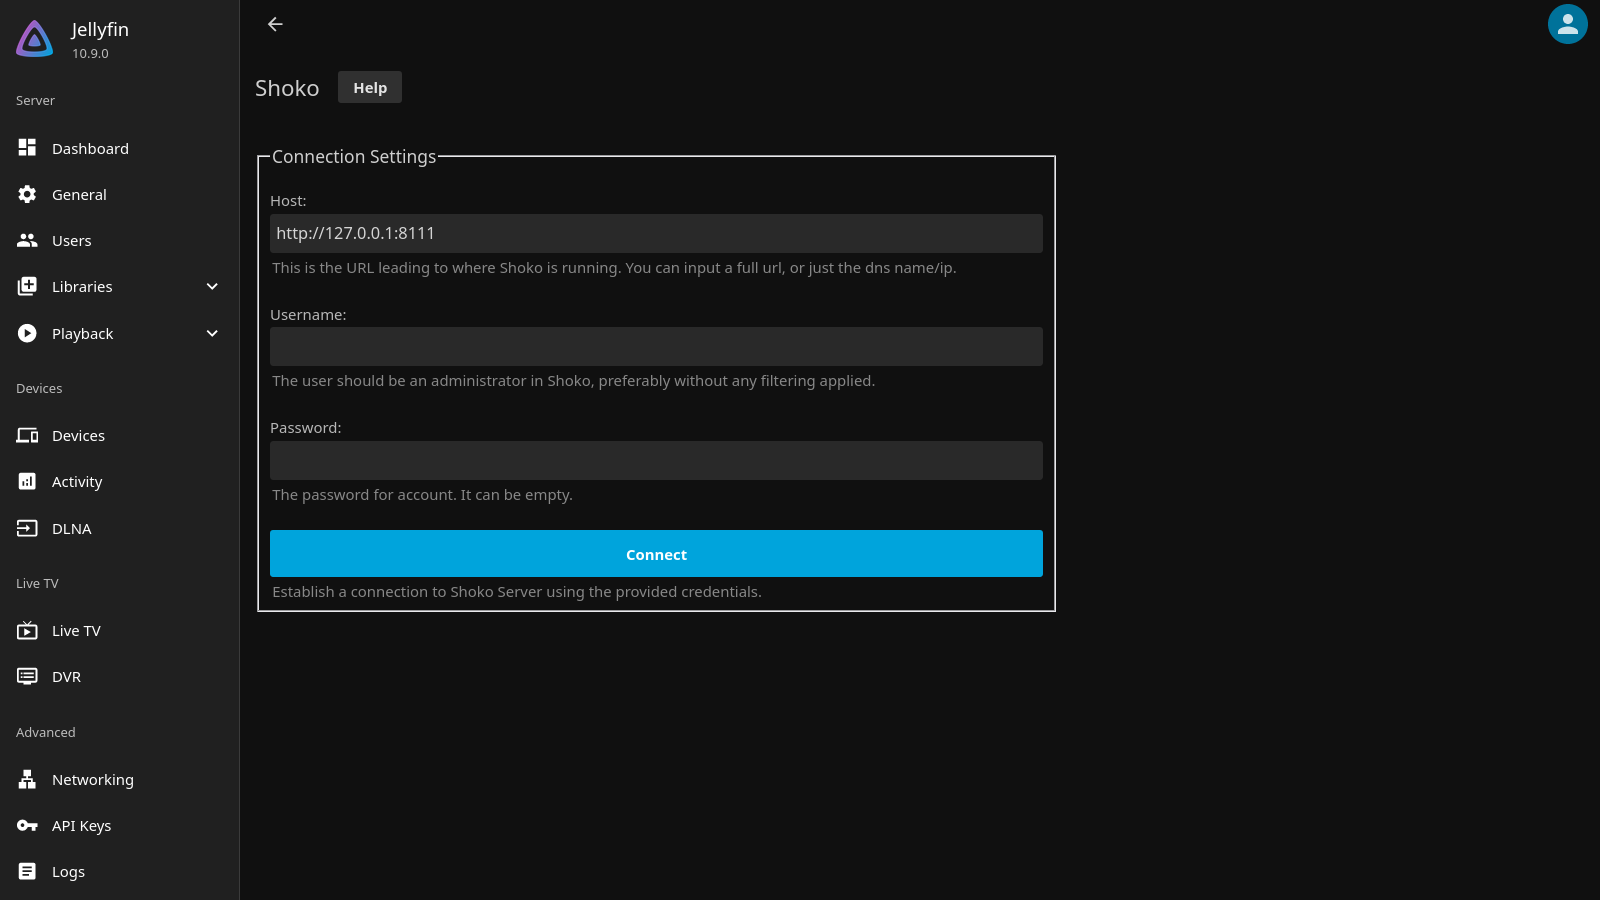 Jellyfin
10.9.0
Server
Dashboard
General
Users
Libraries
Playback
Devices
Devices
Activity
DLNA
Live TV
Live TV
DVR
Advanced
Networking
API Keys
Logs
Shoko
Help
Connection Settings
Host:
http://127.0.0.1:8111
This is the URL leading to where Shoko is running. You can input a full url, or just the dns name/ip.
Username:
The user should be an administrator in Shoko, preferably without any filtering applied.
Password:
The password for account. It can be empty.
Connect
Establish a connection to Shoko Server using the provided credentials.